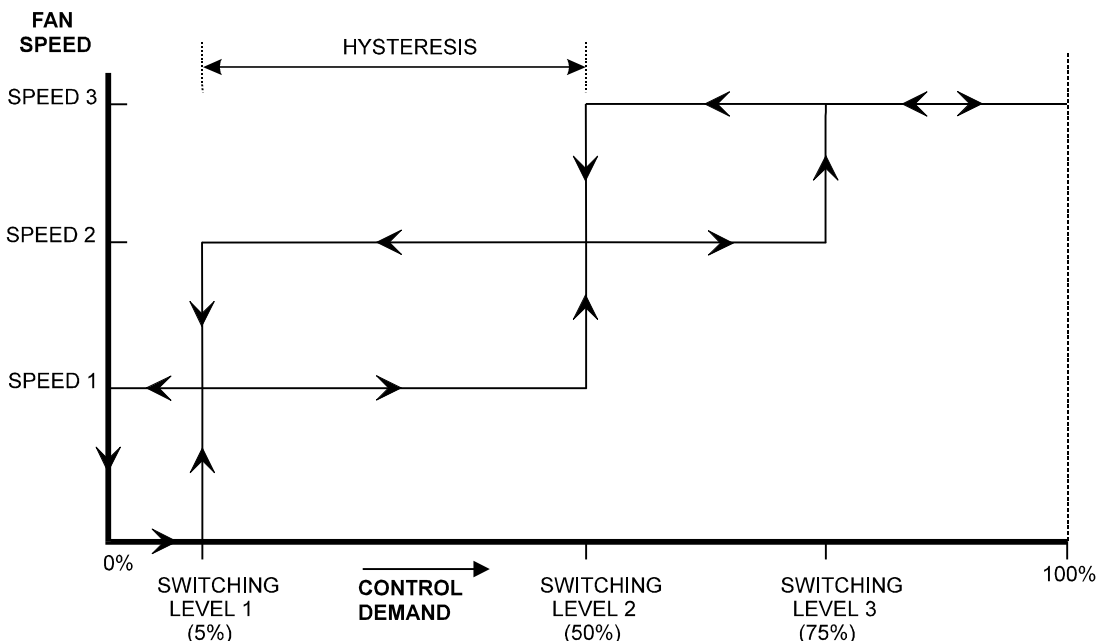 FAN
SPEED
HYSTERESIS
SPEED 3
SPEED 2
SPEED 1
0%
100%
SWITCHING
LEVEL 1
(5%)
CONTROL
DEMAND
SWITCHING
LEVEL 2
(50%)
SWITCHING
LEVEL 3
(75%)